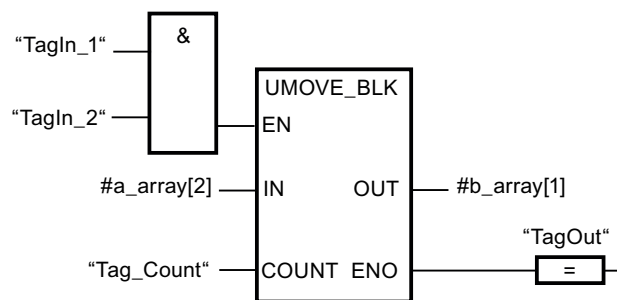 &
“TagIn_1“
“TagIn_2“
UMOVE_BLK
EN
#a_array[2] IN OUT #b_array[1]
“TagOut“
“Tag_Count“ COUNT ENO =